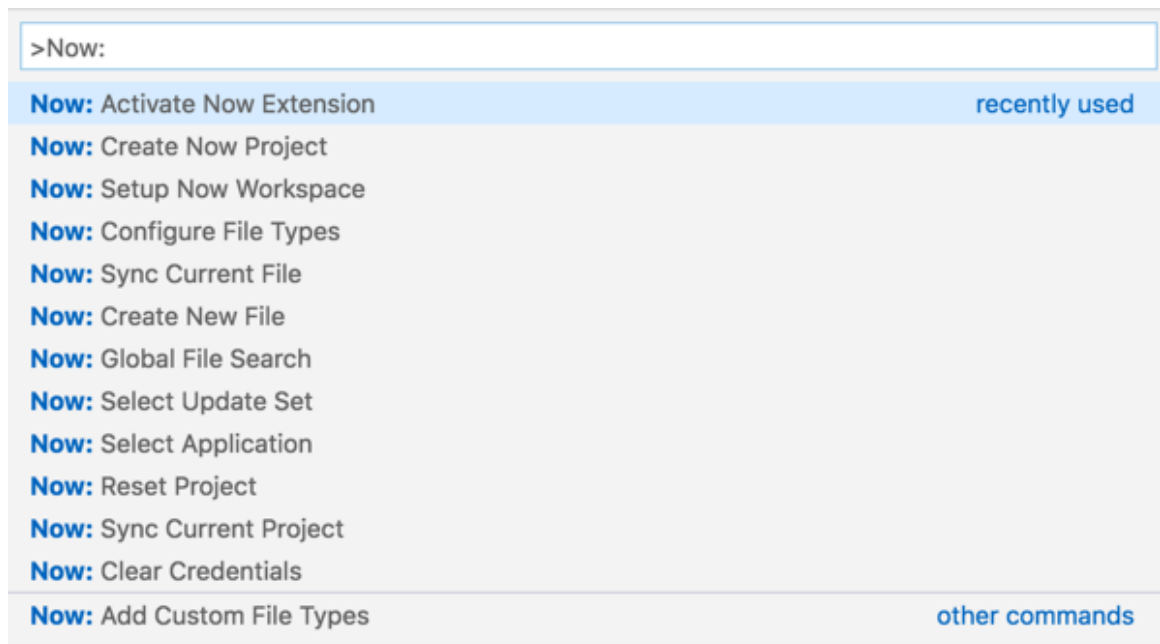 >Now:
Now: Activate Now Extension recently used
Now: Create Now Project
Now: Setup Now Workspace
Now: Configure File Types
Now: Sync Current File
Now: Create New File
Now: Global File Search
Now: Select Update Set
Now: Select Application
Now: Reset Project
Now: Sync Current Project
Now: Clear Credentials
Now: Add Custom File Types other commands